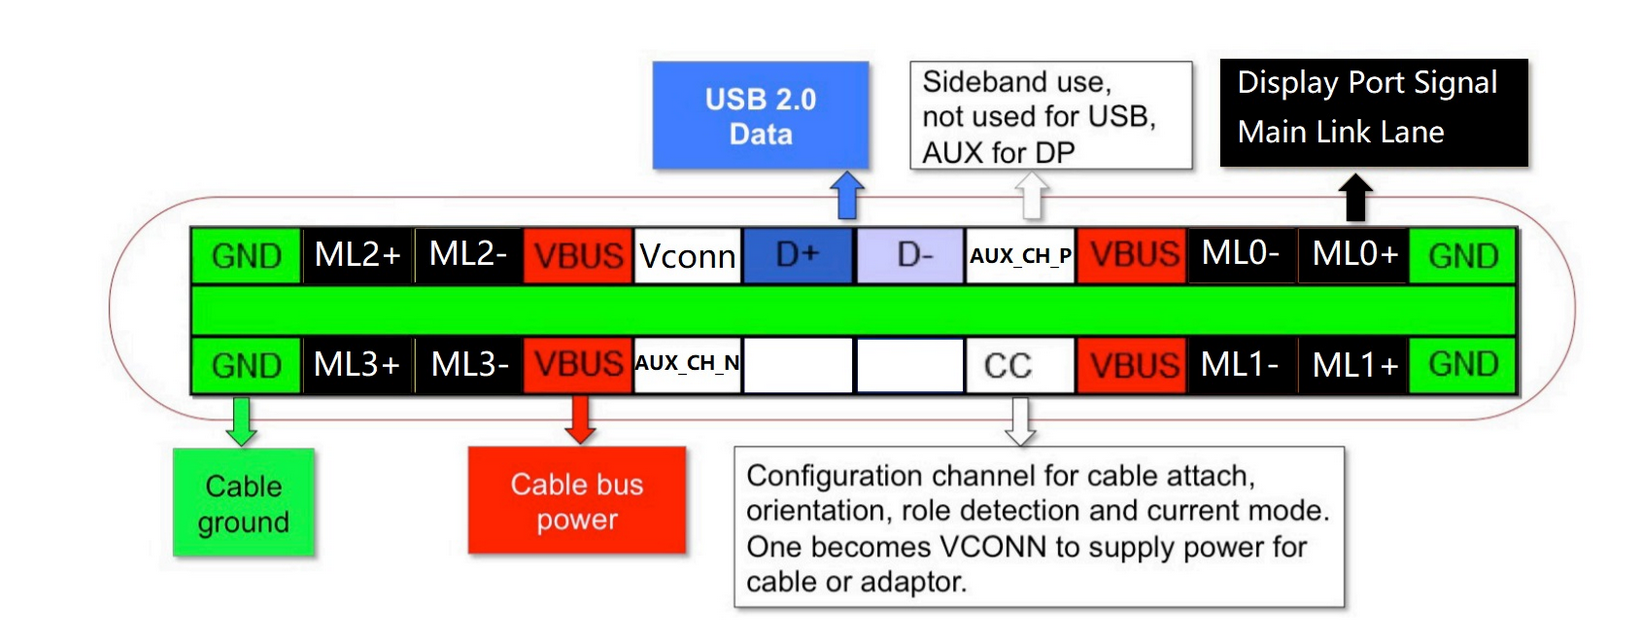 USB 2.0
Data
Sideband use,
not used for USB,
AUX for DP
Display Port Signal
Main Link Lane
GND ML2+ ML2- VBUS Vconn D+ D- AUX_CH_P VBUS ML0- ML0+ GND
GND ML3+ ML3- VBUS AUX_CH_N CC VBUS ML1- ML1+ GND
Cable
ground
Cable bus
power
Configuration channel for cable attach,
orientation, role detection and current mode.
One becomes VCONN to supply power for
cable or adaptor.